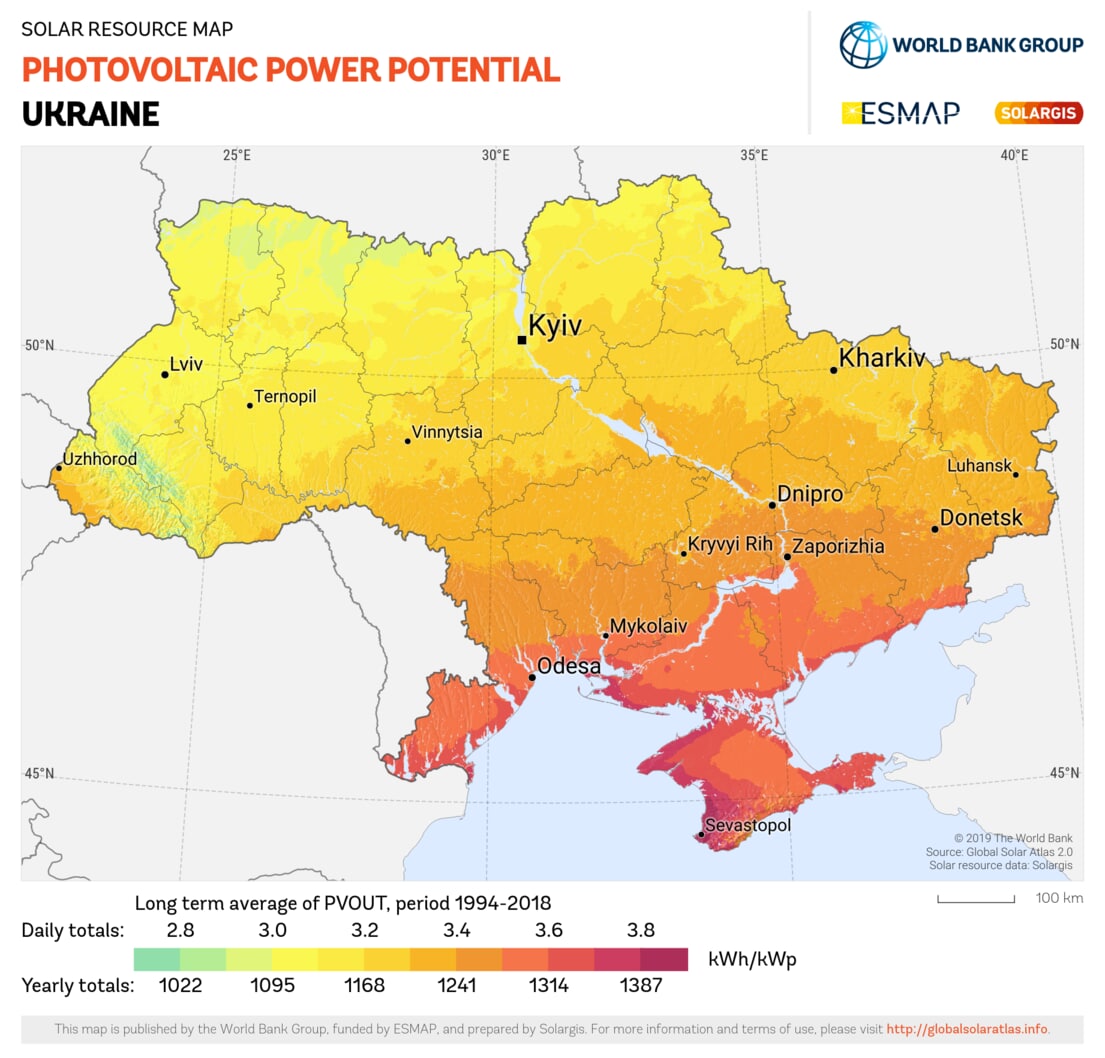 SOLAR RESOURCE MAP
PHOTOVOLTAIC POWER POTENTIAL
UKRAINE
WORLD BANK GROUP
ESMAP
SOLARGIS
25°E 30°E 35°E 40°E
Kyiv
50°N
50°N
Kharkiv
Lviv
Ternopil
Vinnytsia
Uzhhorod
Luhansk
Dnipro
Donetsk
Kryvyi Rih
Zaporizhia
Mykolaiv
Odesa
45°N
45°N
Sevastopol
© 2019 The World Bank
Source: Global Solar Atlas 2.0
Solar resource data: Solargis
100 km
Long term average of PVOUT, period 1994-2018
Daily totals: 2.8 3.0 3.2 3.4 3.6 3.8
kWh/kWp
Yearly totals: 1022 1095 1168 1241 1314 1387
This map is published by the World Bank Group, funded by ESMAP, and prepared by Solargis. For more information and terms of use, please visit http://globalsolaratlas.info.